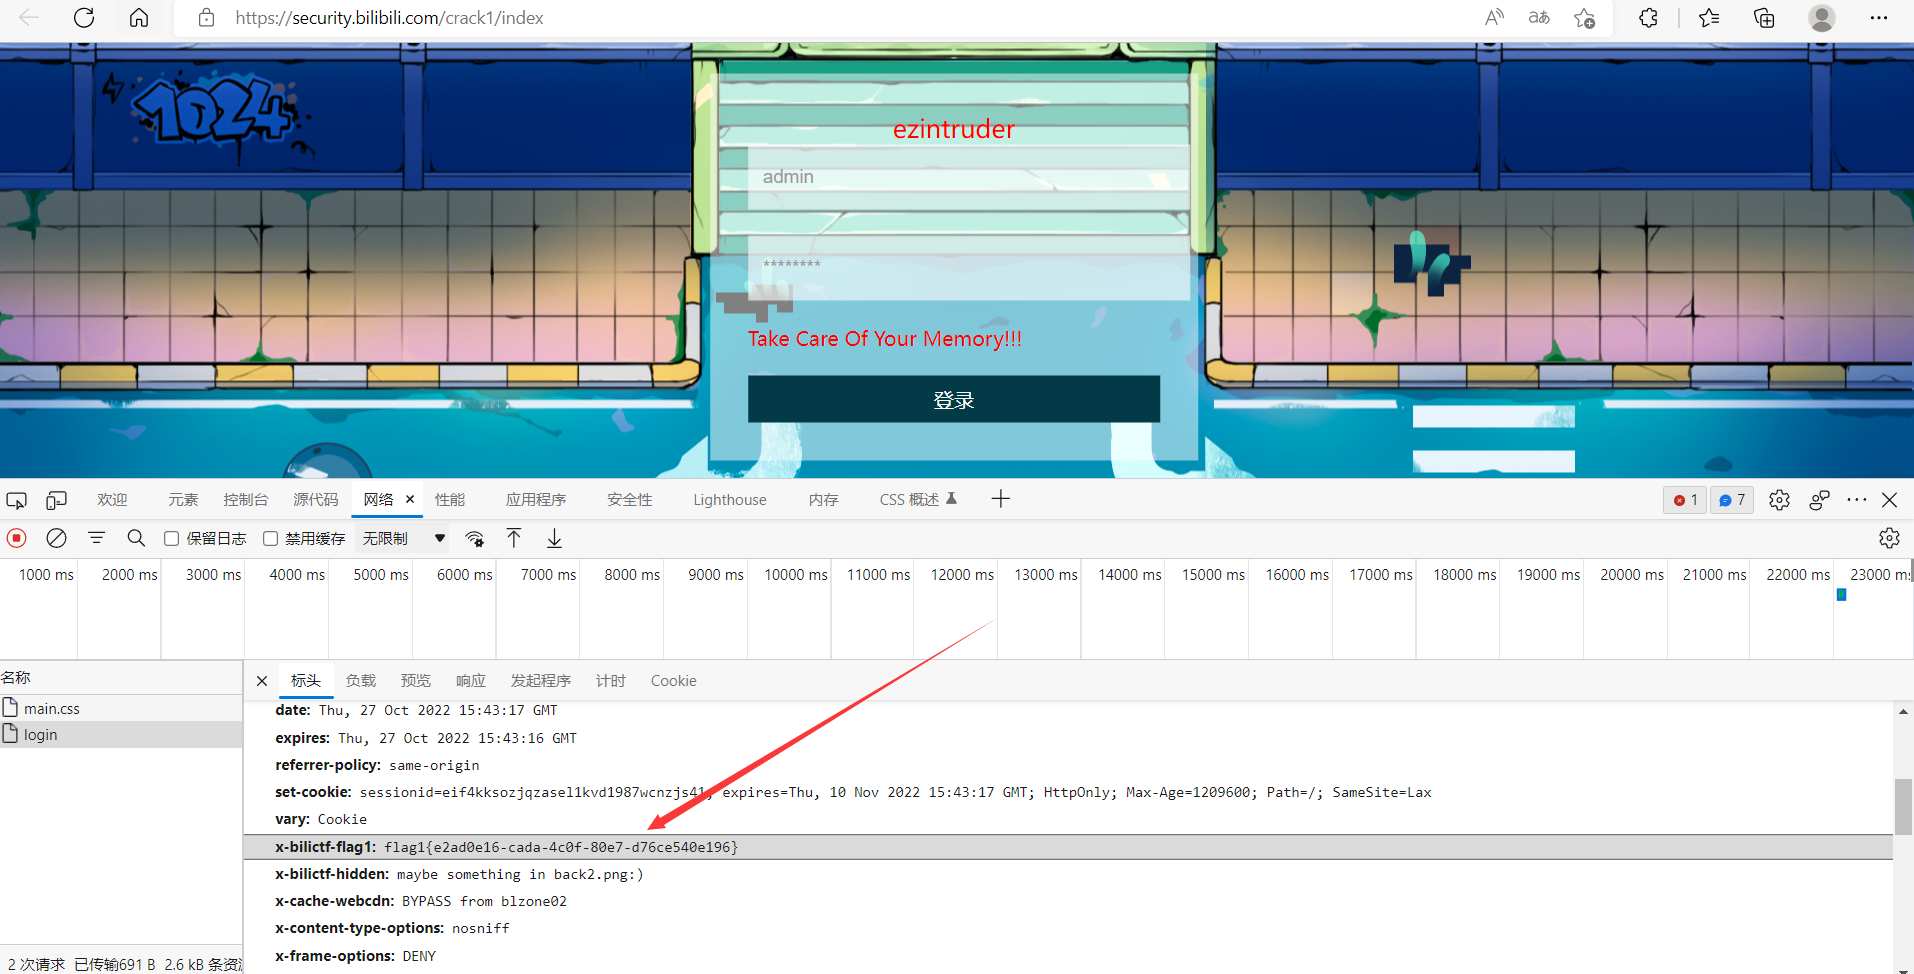 https://security.bilibili.com/crack1/index
1024
ezintruder
admin
********
Take Care Of Your Memory!!!
登录
欢迎 元素 控制台 源代码 网络 性能 应用程序 安全性 Lighthouse 内存 CSS 概述 1 7
保留日志 禁用缓存 无限制
1000 ms 2000 ms 3000 ms 4000 ms 5000 ms 6000 ms 7000 ms 8000 ms 9000 ms 10000 ms 11000 ms 12000 ms 13000 ms 14000 ms 15000 ms 16000 ms 17000 ms 18000 ms 19000 ms 20000 ms 21000 ms 22000 ms 23000 ms
名称
main.css
login
标头 负载 预览 响应 发起程序 计时 Cookie
date: Thu, 27 Oct 2022 15:43:17 GMT
expires: Thu, 27 Oct 2022 15:43:16 GMT
referrer-policy: same-origin
set-cookie: sessionid=eif4kksozjqzasel1kvd1987wcnzjs41; expires=Thu, 10 Nov 2022 15:43:17 GMT; HttpOnly; Max-Age=1209600; Path=/; SameSite=Lax
vary: Cookie
x-bilictf-flag1: flag1{e2ad0e16-cada-4c0f-80e7-d76ce540e196}
x-bilictf-hidden: maybe something in back2.png:)
x-cache-webcdn: BYPASS from blzone02
x-content-type-options: nosniff
x-frame-options: DENY
2 次请求 已传输691 B 2.6 kB 条资